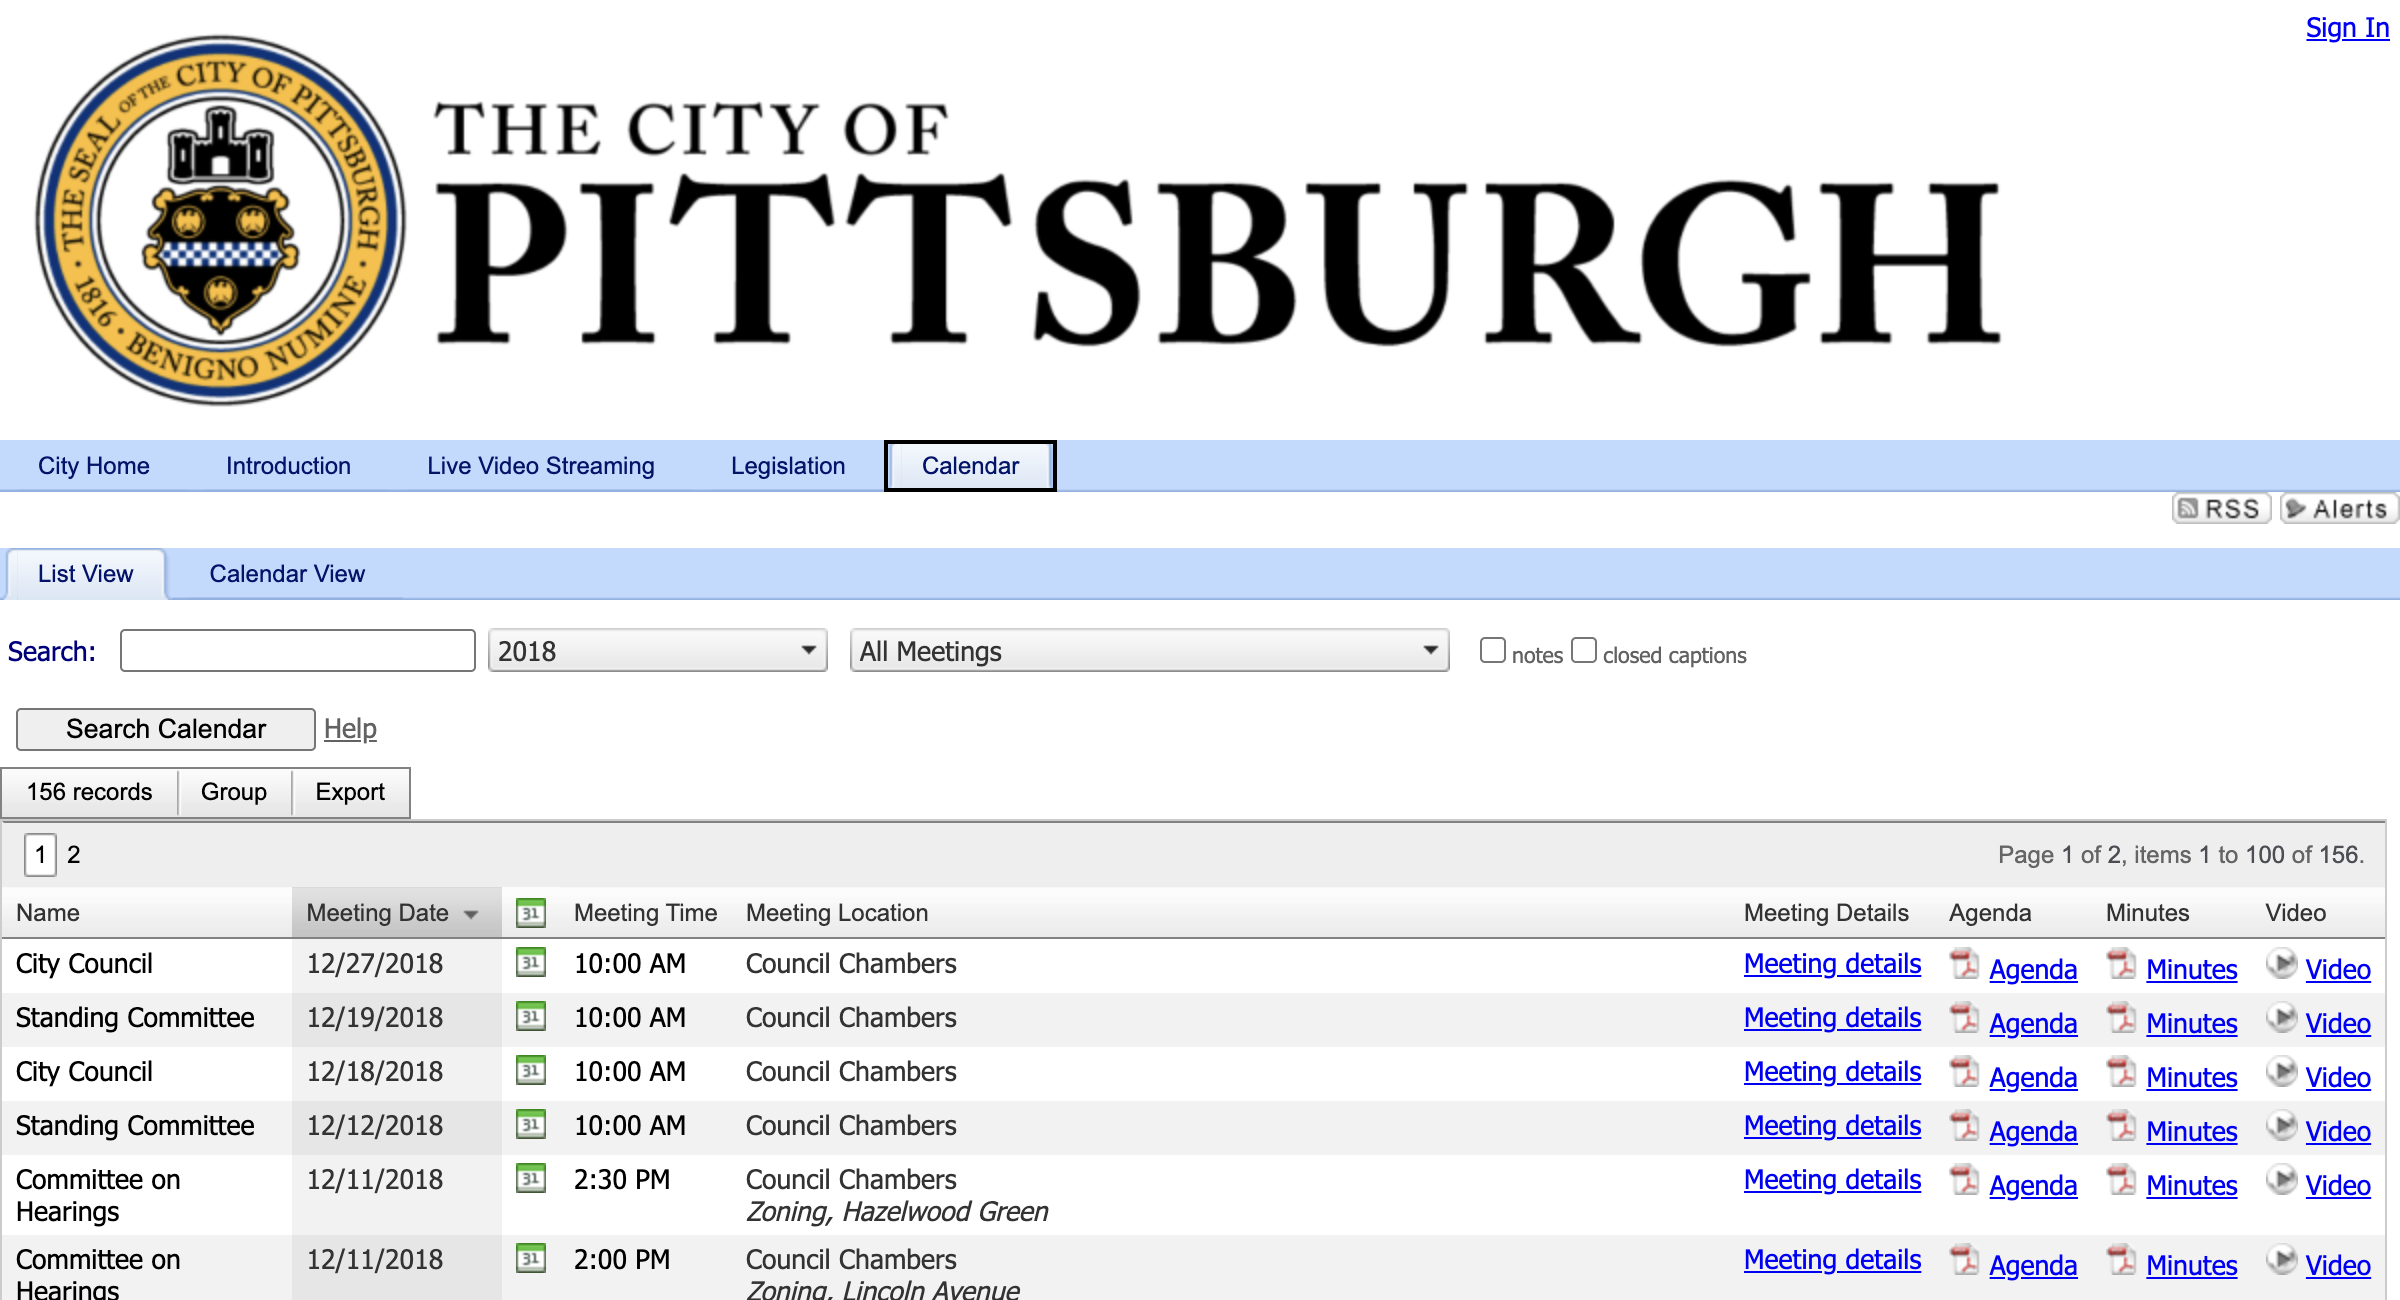 Sign In
THE SEAL OF THE CITY OF PITTSBURGH · 1816 · BENIGNO NUMINE ·
THE CITY OF
PITTSBURGH
City Home Introduction Live Video Streaming Legislation Calendar
RSS Alerts
List View Calendar View
Search: 2018 All Meetings notes closed captions
Search Calendar Help
156 records Group Export
1 2 Page 1 of 2, items 1 to 100 of 156.
Name Meeting Date 31 Meeting Time Meeting Location Meeting Details Agenda Minutes Video
City Council 12/27/2018 31 10:00 AM Council Chambers Meeting details Agenda Minutes Video
Standing Committee 12/19/2018 31 10:00 AM Council Chambers Meeting details Agenda Minutes Video
City Council 12/18/2018 31 10:00 AM Council Chambers Meeting details Agenda Minutes Video
Standing Committee 12/12/2018 31 10:00 AM Council Chambers Meeting details Agenda Minutes Video
Committee on 12/11/2018 31 2:30 PM Council Chambers Meeting details Agenda Minutes Video
Hearings Zoning, Hazelwood Green
Committee on 12/11/2018 31 2:00 PM Council Chambers Meeting details Agenda Minutes Video
Hearings Zoning, Lincoln Avenue